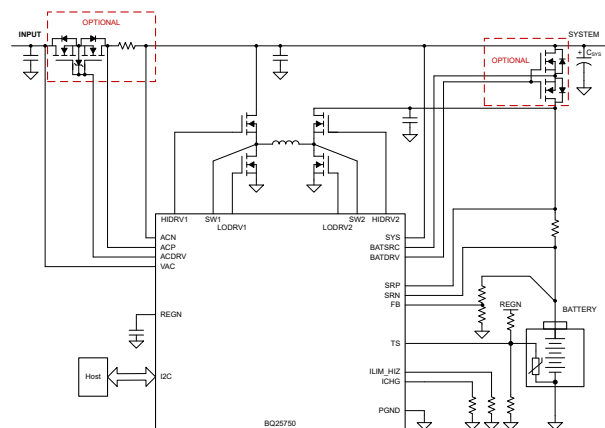 OPTIONAL
INPUT
SYSTEM
+
CSYS
OPTIONAL
HIDRV1
SW1
LODRV1
LODRV2
SW2
HIDRV2
ACN
ACP
ACDRV
VAC
SYS
BATSRC
BATDRV
SRP
SRN
FB
REGN
REGN
BATTERY
TS
Host
I2C
ILIM_HIZ
ICHG
PGND
BQ25750